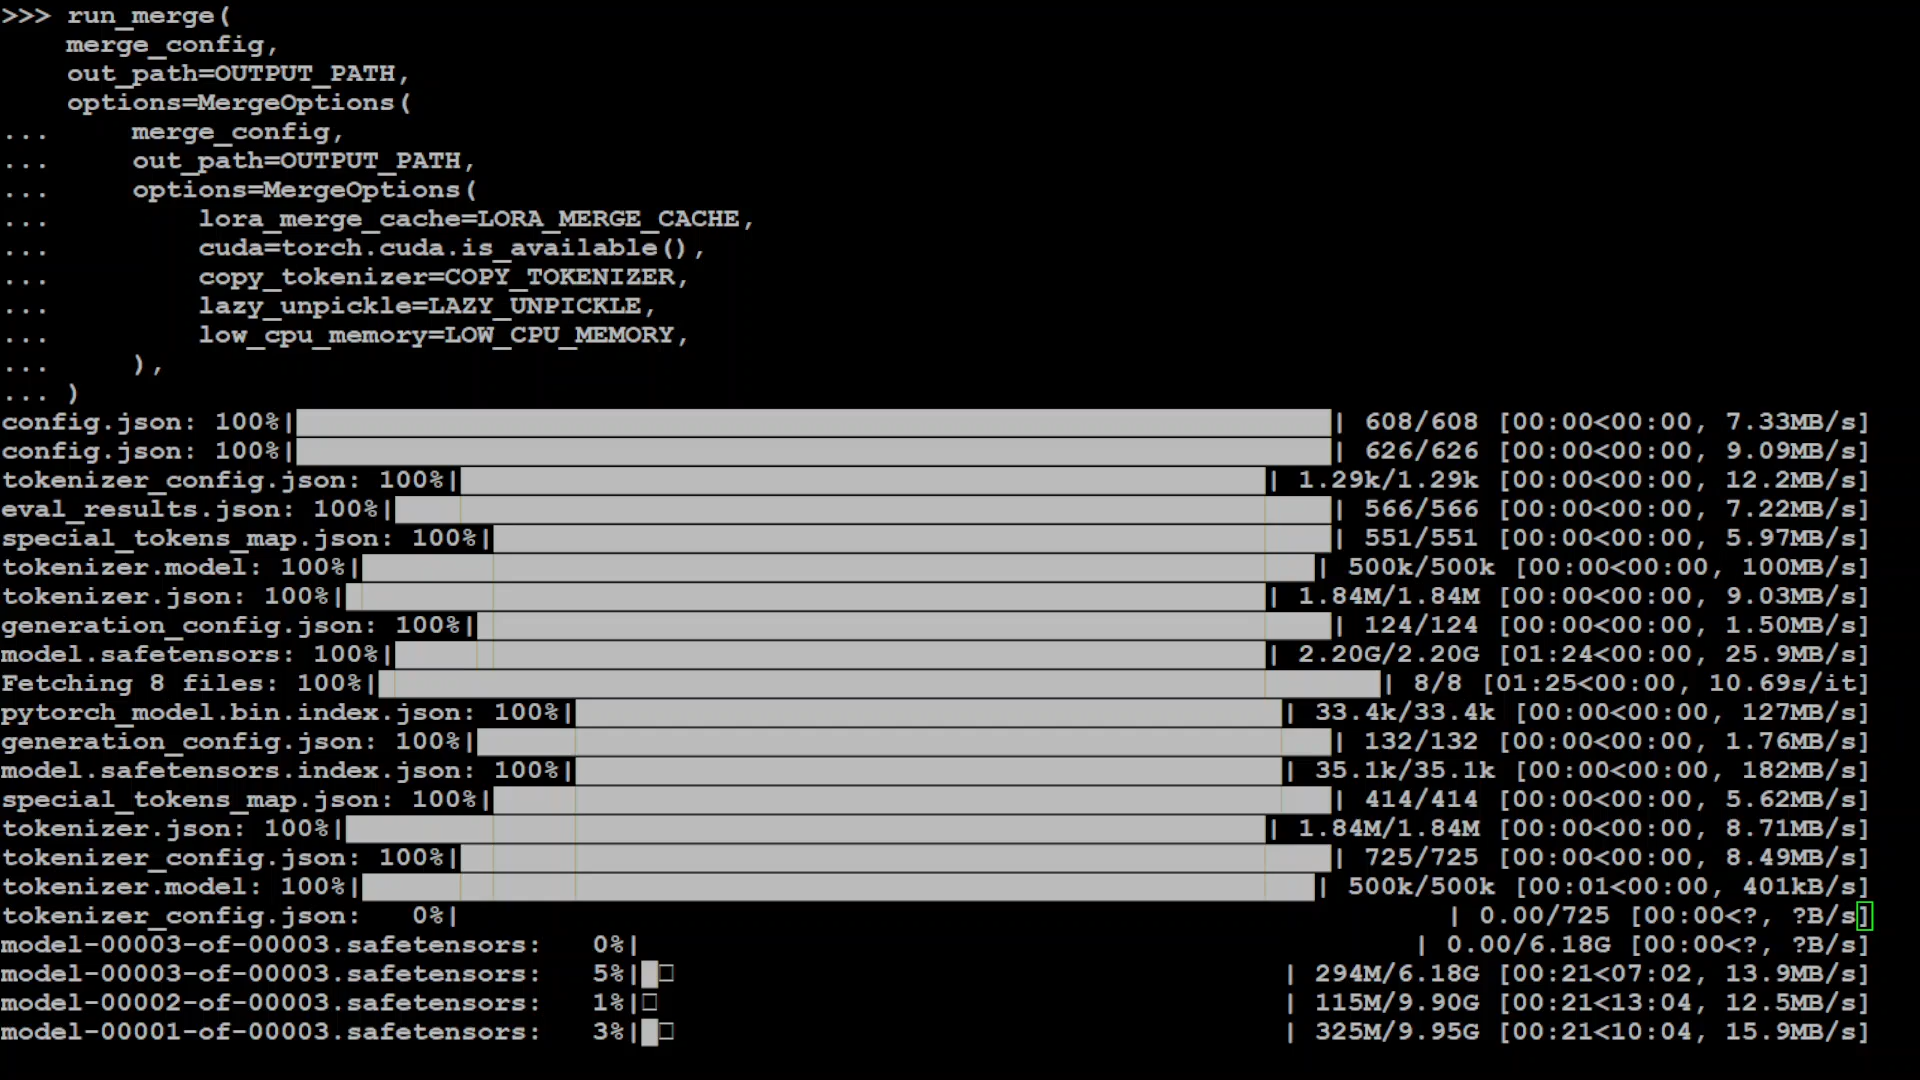 >>> run_merge(
    merge_config,
    out_path=OUTPUT_PATH,
    options=MergeOptions(
...     merge_config,
...     out_path=OUTPUT_PATH,
...     options=MergeOptions(
...         lora_merge_cache=LORA_MERGE_CACHE,
...         cuda=torch.cuda.is_available(),
...         copy_tokenizer=COPY_TOKENIZER,
...         lazy_unpickle=LAZY_UNPICKLE,
...         low_cpu_memory=LOW_CPU_MEMORY,
...     ),
... )
config.json: 100%| | 608/608 [00:00<00:00, 7.33MB/s]
config.json: 100%| | 626/626 [00:00<00:00, 9.09MB/s]
tokenizer_config.json: 100%| | 1.29k/1.29k [00:00<00:00, 12.2MB/s]
eval_results.json: 100%| | 566/566 [00:00<00:00, 7.22MB/s]
special_tokens_map.json: 100%| | 551/551 [00:00<00:00, 5.97MB/s]
tokenizer.model: 100%| | 500k/500k [00:00<00:00, 100MB/s]
tokenizer.json: 100%| | 1.84M/1.84M [00:00<00:00, 9.03MB/s]
generation_config.json: 100%| | 124/124 [00:00<00:00, 1.50MB/s]
model.safetensors: 100%| | 2.20G/2.20G [01:24<00:00, 25.9MB/s]
Fetching 8 files: 100%| | 8/8 [01:25<00:00, 10.69s/it]
pytorch_model.bin.index.json: 100%| | 33.4k/33.4k [00:00<00:00, 127MB/s]
generation_config.json: 100%| | 132/132 [00:00<00:00, 1.76MB/s]
model.safetensors.index.json: 100%| | 35.1k/35.1k [00:00<00:00, 182MB/s]
special_tokens_map.json: 100%| | 414/414 [00:00<00:00, 5.62MB/s]
tokenizer.json: 100%| | 1.84M/1.84M [00:00<00:00, 8.71MB/s]
tokenizer_config.json: 100%| | 725/725 [00:00<00:00, 8.49MB/s]
tokenizer.model: 100%| | 500k/500k [00:01<00:00, 401kB/s]
tokenizer_config.json:   0%| | 0.00/725 [00:00<?, ?B/s]
model-00003-of-00003.safetensors:   0%| | 0.00/6.18G [00:00<?, ?B/s]
model-00003-of-00003.safetensors:   5%| | 294M/6.18G [00:21<07:02, 13.9MB/s]
model-00002-of-00003.safetensors:   1%| | 115M/9.90G [00:21<13:04, 12.5MB/s]
model-00001-of-00003.safetensors:   3%| | 325M/9.95G [00:21<10:04, 15.9MB/s]